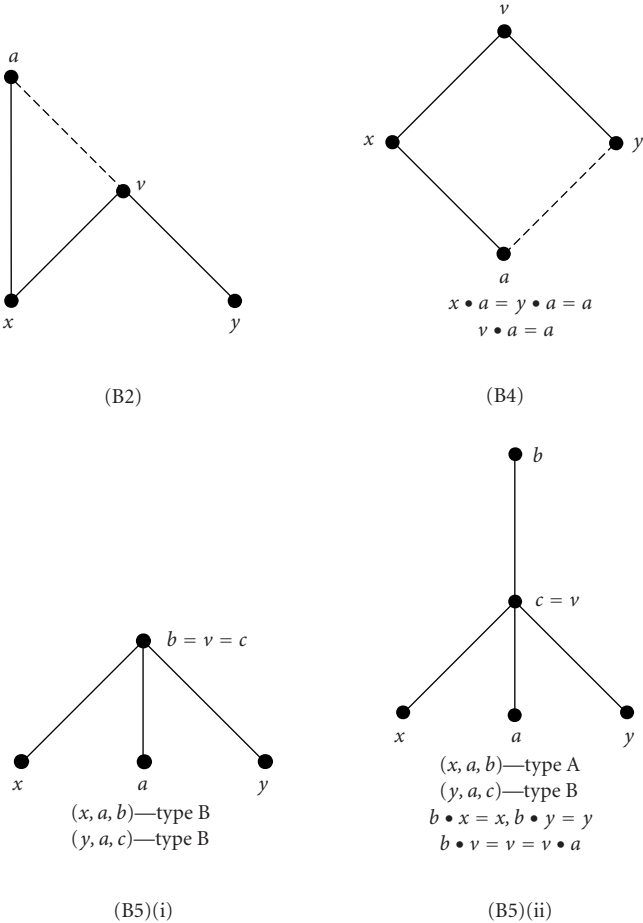 a
v
x
y
(B2)
v
x
y
a
x • a = y • a = a
v • a = a
(B4)
b = v = c
x
a
y
(x, a, b)—type B
(y, a, c)—type B
(B5)(i)
b
c = v
x
a
y
(x, a, b)—type A
(y, a, c)—type B
b • x = x, b • y = y
b • v = v = v • a
(B5)(ii)